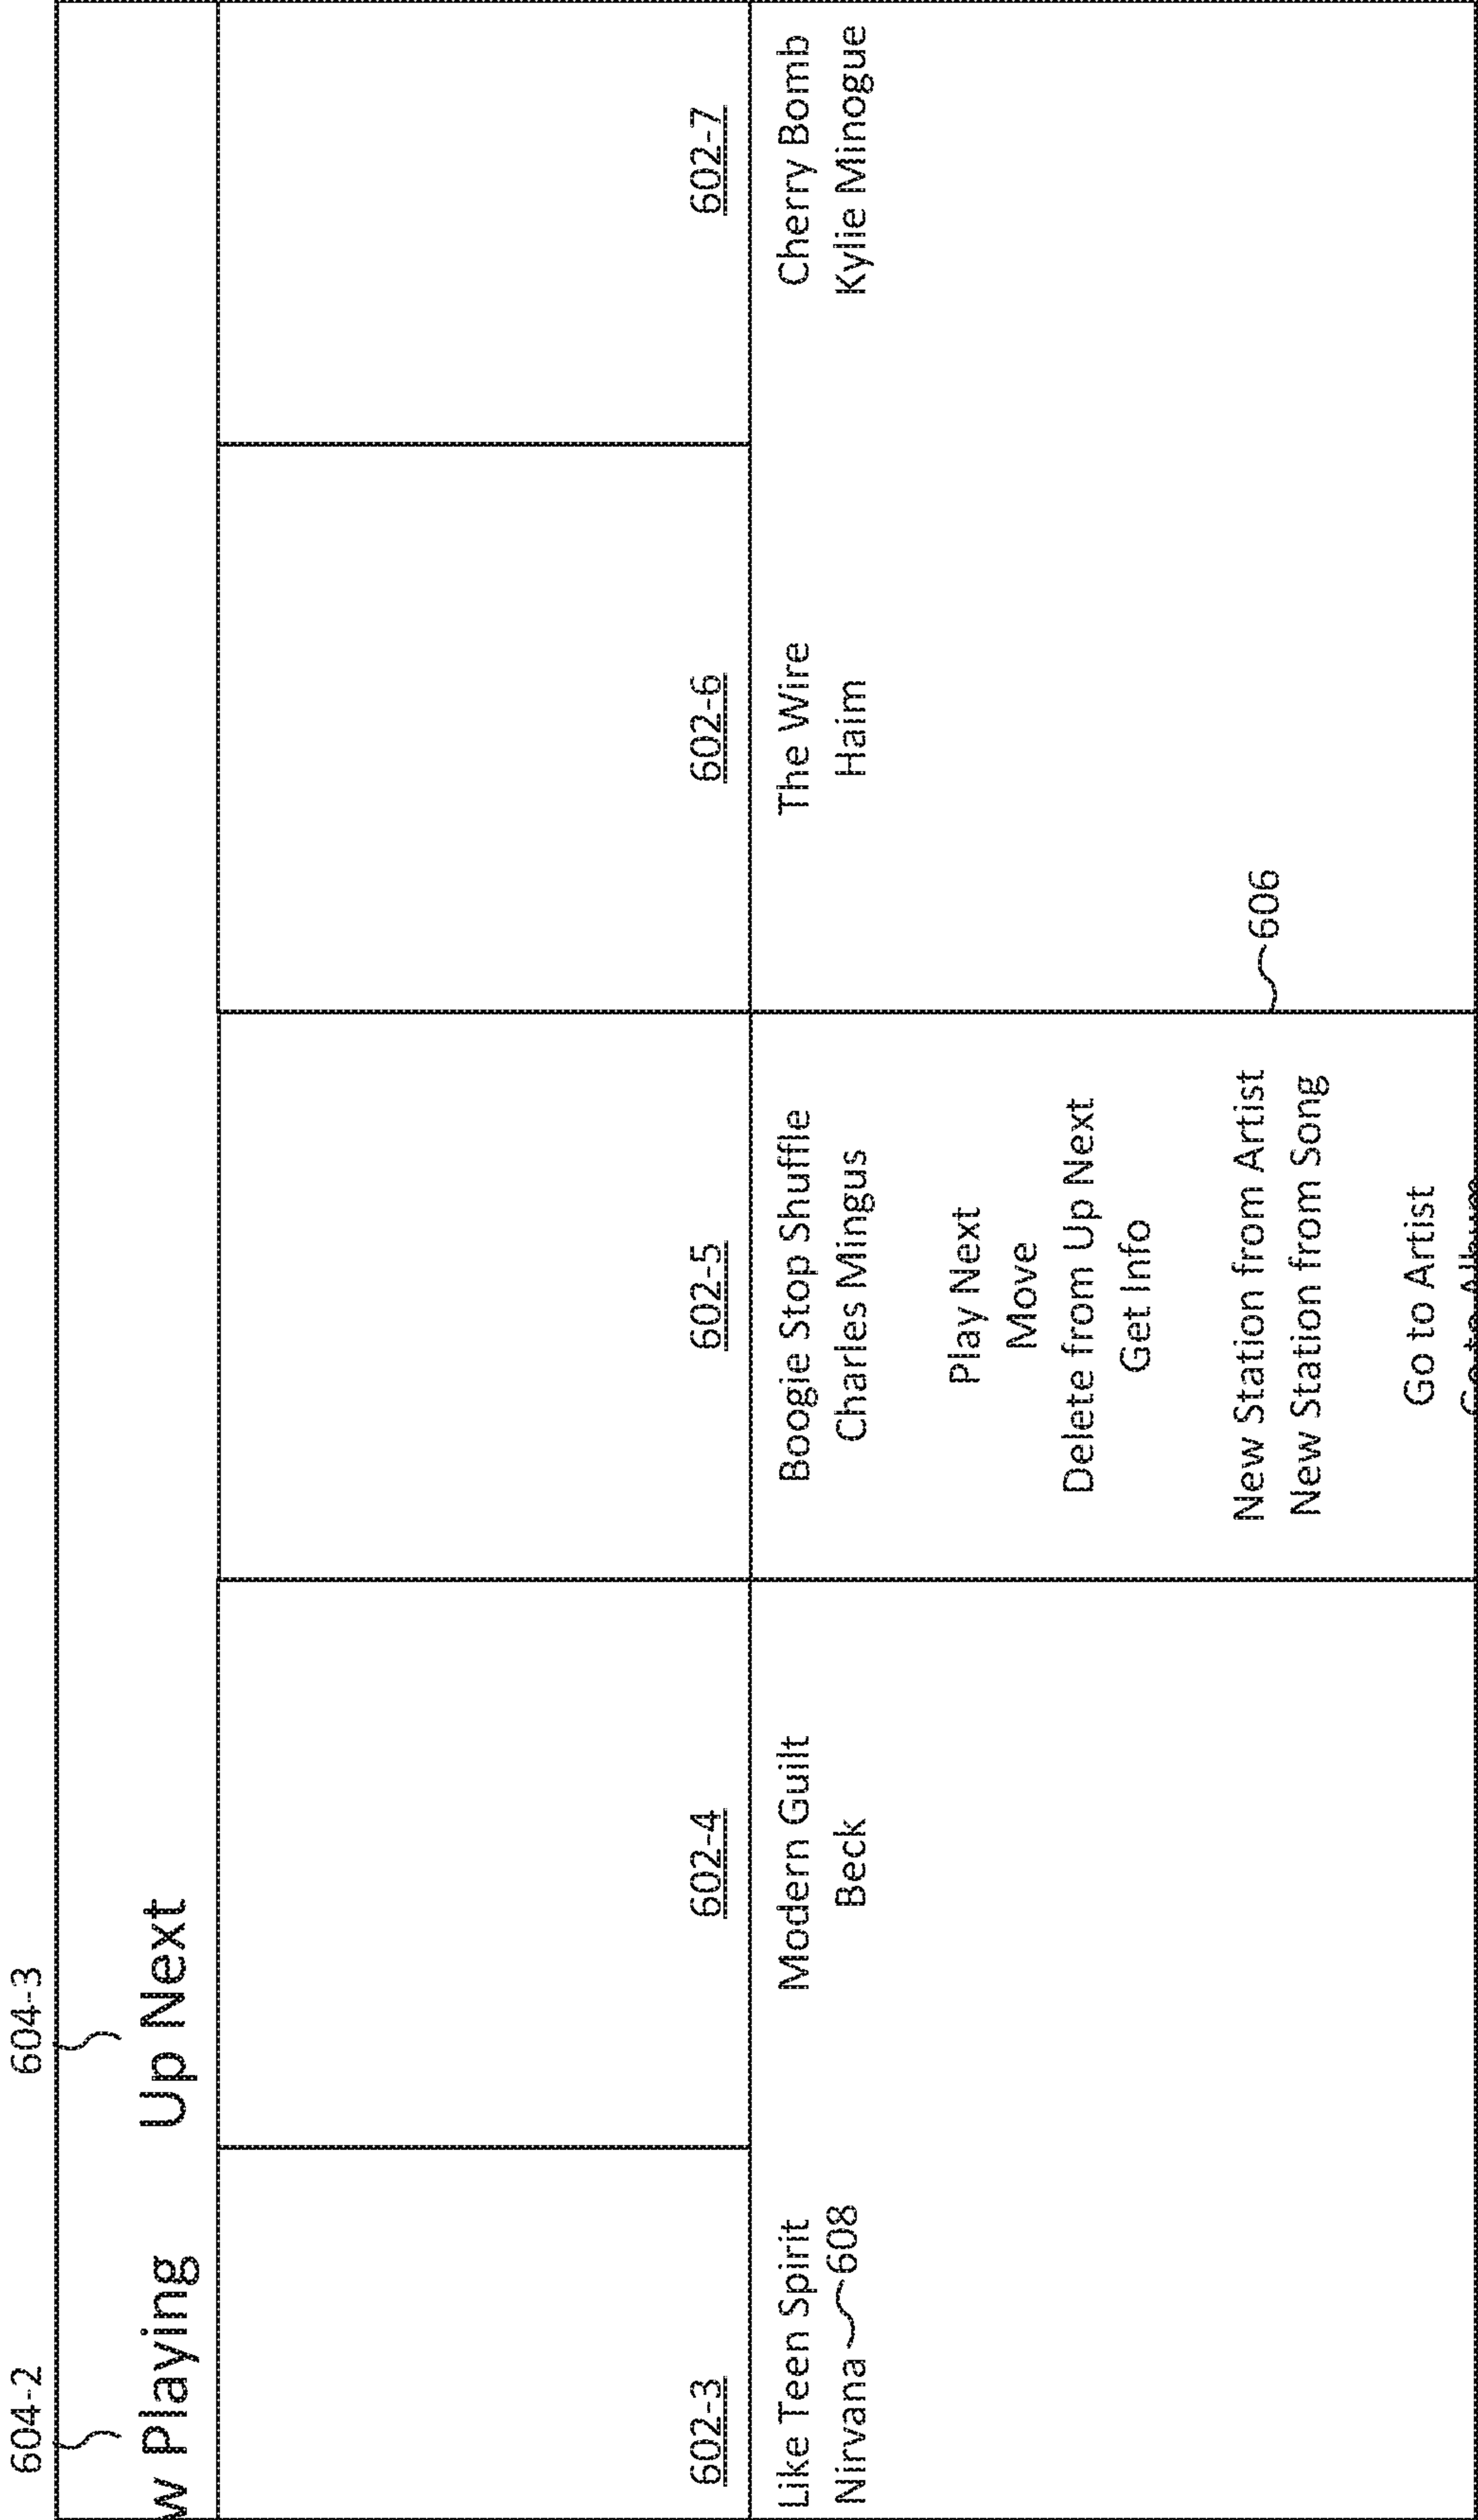 604-2
604-3
w Playing
Up Next
602-3
602-4
602-5
602-6
602-7
Like Teen Spirit
Nirvana
608
Modern Guilt
Beck
Boogie Stop Shuffle
Charles Mingus
Play Next
Move
Delete from Up Next
Get Info
New Station from Artist
New Station from Song
Go to Artist
Go to Album
606
The Wire
Haim
Cherry Bomb
Kylie Minogue